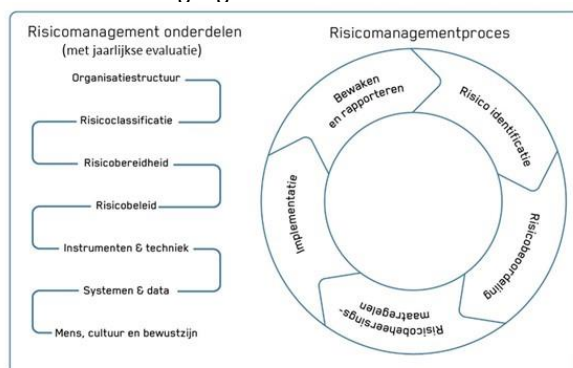 Risicomanagement onderdelen
(met jaarlijkse evaluatie)
Organisatiestructuur
Risicoclassificatie
Risicobereidheid
Risicobeleid
Instrumenten & techniek
Systemen & data
Mens, cultuur en bewustzijn
Risicomanagementproces
Risico identificatie
Risicobeoordeling
Risicobeheersings-
maatregelen
Implementatie
Bewaken
en rapporteren